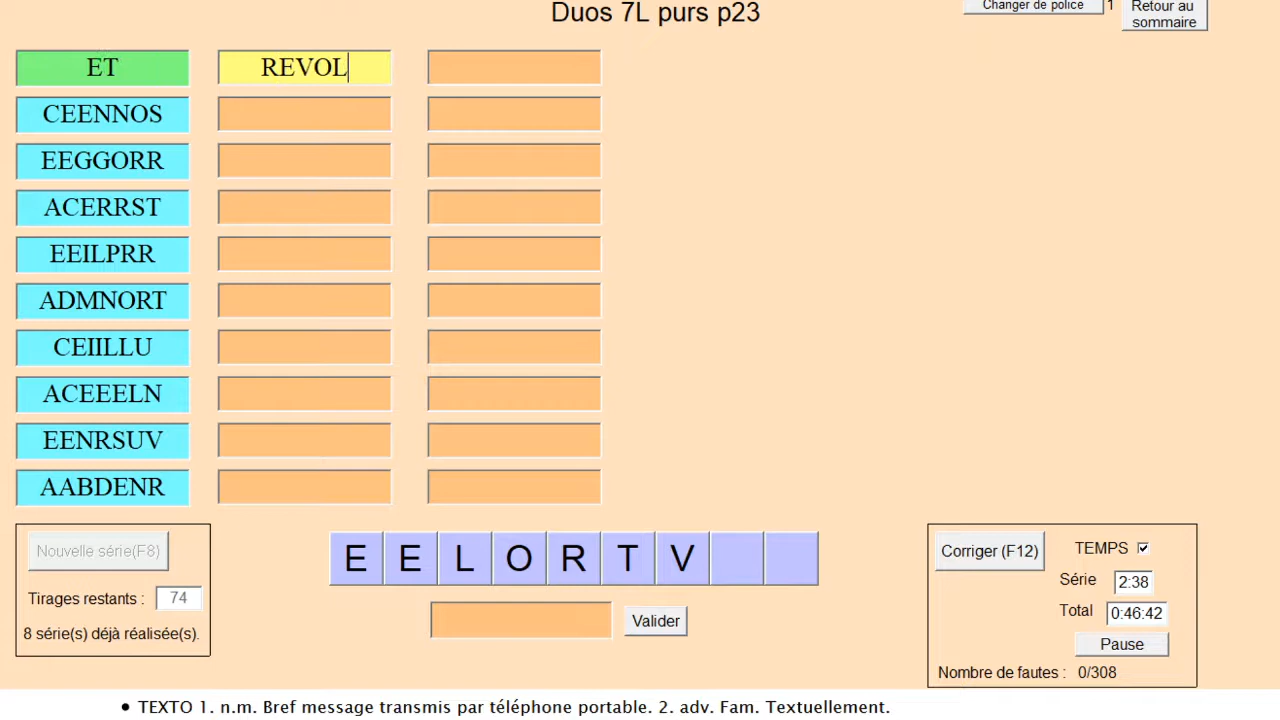 Duos 7L purs p23
Changer de police 1 Retour au sommaire
ET REVOL
CEENNOS
EEGGORR
ACERRST
EEILPRR
ADMNORT
CEIILLU
ACEEELN
EENRSUV
AABDENR
Nouvelle série(F8)
Tirages restants : 74
8 série(s) déjà réalisée(s).
E E L O R T V
Valider
Corriger (F12) TEMPS
Série 2:38
Total 0:46:42
Pause
Nombre de fautes : 0/308
• TEXTO 1. n.m. Bref message transmis par téléphone portable. 2. adv. Fam. Textuellement.